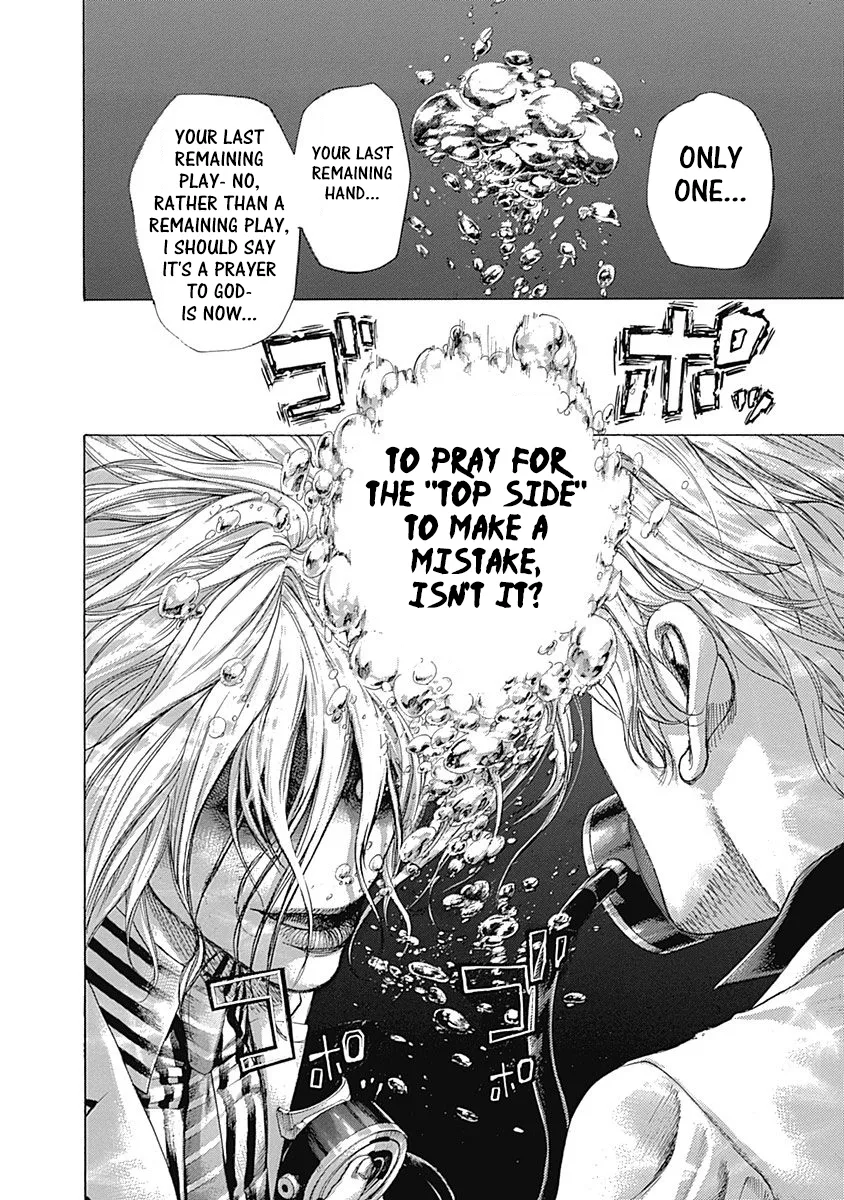 ONLY
ONE...
YOUR LAST
REMAINING
HAND...
YOUR LAST
REMAINING
PLAY- NO,
RATHER THAN A
REMAINING PLAY,
I SHOULD SAY
IT'S A PRAYER
TO GOD-
IS NOW...
ボッ
ゴ
TO PRAY FOR
THE "TOP SIDE"
TO MAKE A
MISTAKE,
ISN'T IT?
ゴ
ボ
ゴ
ボ